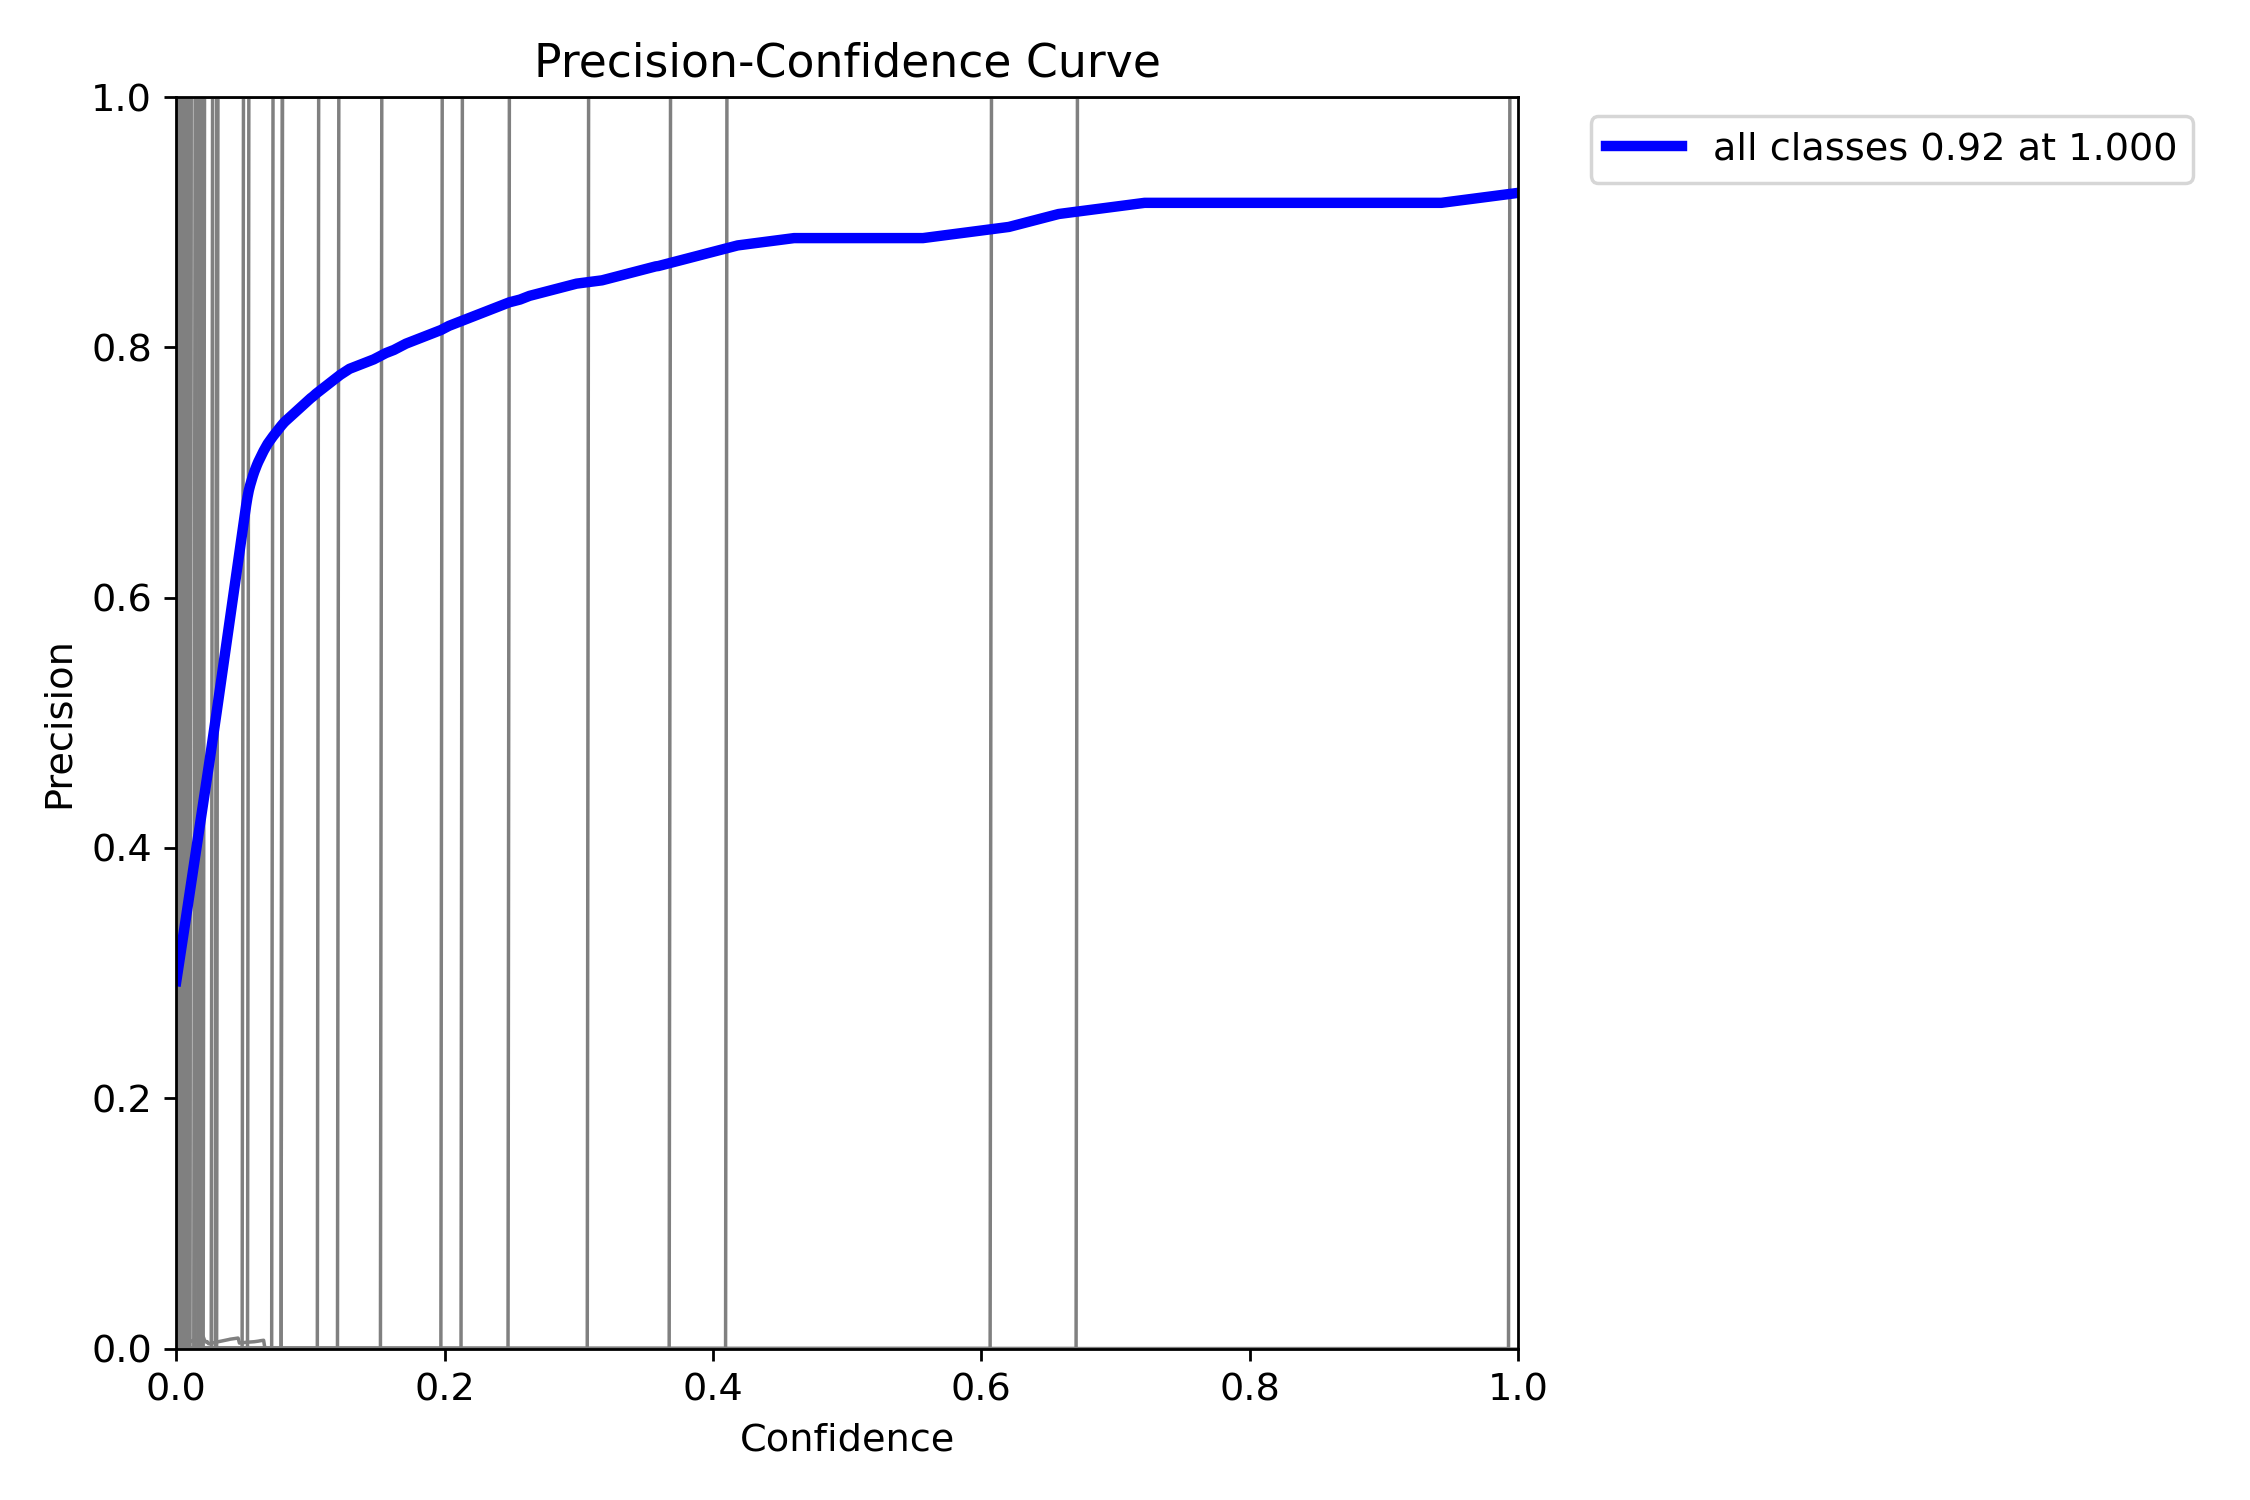 Precision-Confidence Curve
all classes 0.92 at 1.000
1.0
0.8
0.6
0.4
0.2
0.0
Precision
0.0 0.2 0.4 0.6 0.8 1.0
Confidence